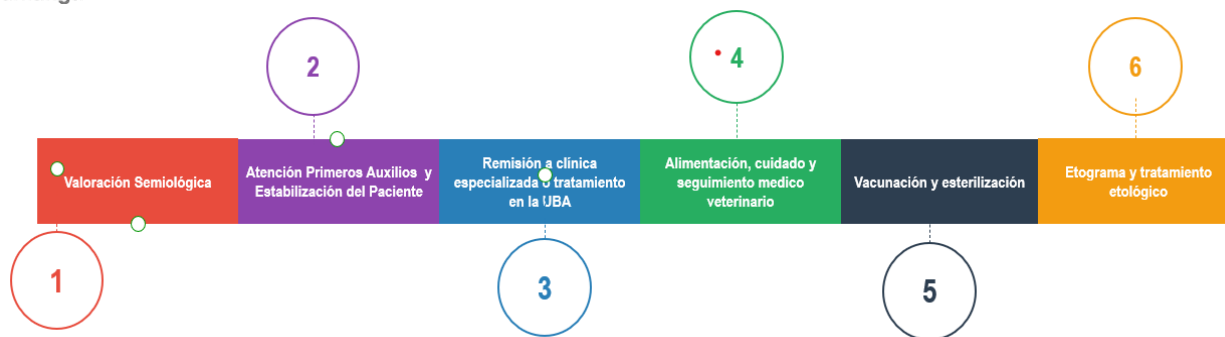 2
4
6
Valoración Semiológica
Atención Primeros Auxilios y
Estabilización del Paciente
Remisión a clínica
especializada o tratamiento
en la UBA
Alimentación, cuidado y
seguimiento medico
veterinario
Vacunación y esterilización
Etograma y tratamiento
etológico
1
3
5